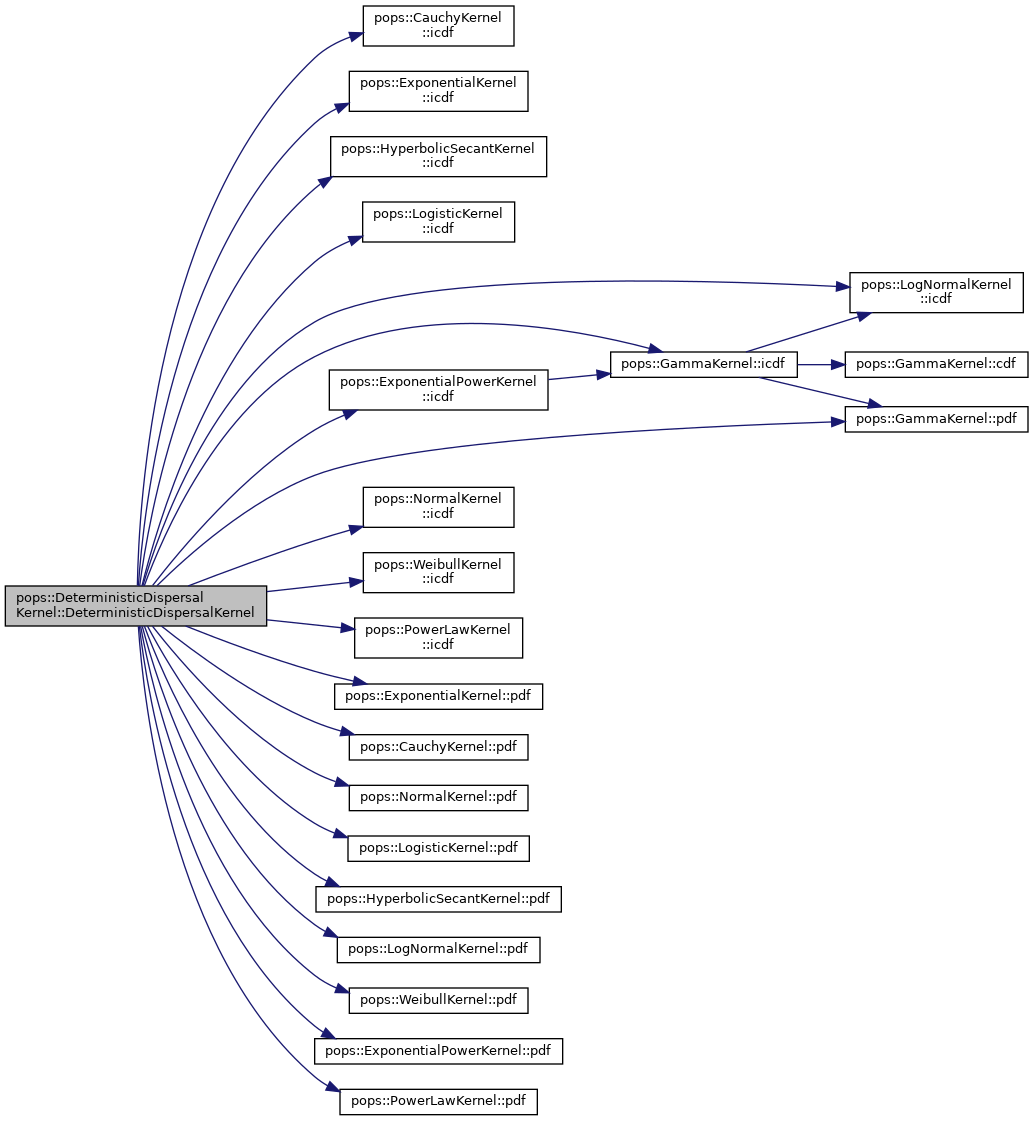 pops::CauchyKernel
::icdf
pops::ExponentialKernel
::icdf
pops::HyperbolicSecantKernel
::icdf
pops::LogisticKernel
::icdf
pops::LogNormalKernel
::icdf
pops::GammaKernel::icdf
pops::GammaKernel::cdf
pops::ExponentialPowerKernel
::icdf
pops::GammaKernel::pdf
pops::NormalKernel
::icdf
pops::WeibullKernel
::icdf
pops::DeterministicDispersal
Kernel::DeterministicDispersalKernel
pops::PowerLawKernel
::icdf
pops::ExponentialKernel::pdf
pops::CauchyKernel::pdf
pops::NormalKernel::pdf
pops::LogisticKernel::pdf
pops::HyperbolicSecantKernel::pdf
pops::LogNormalKernel::pdf
pops::WeibullKernel::pdf
pops::ExponentialPowerKernel::pdf
pops::PowerLawKernel::pdf